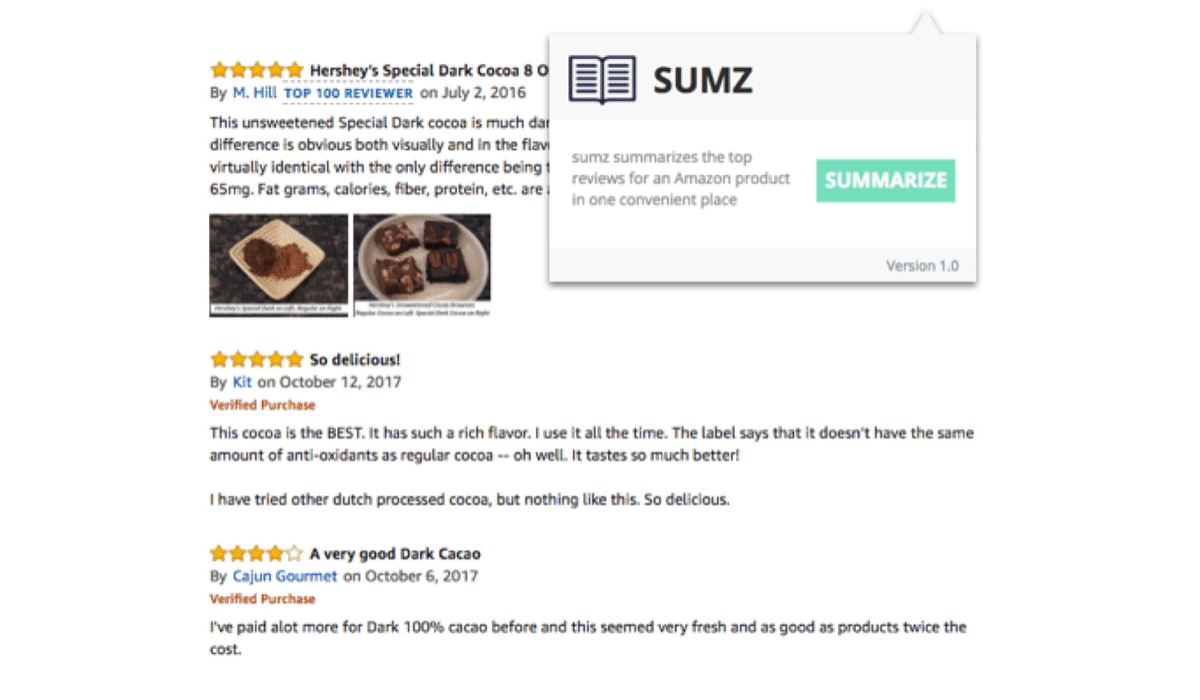 Hershey's Special Dark Cocoa 8 O
By M. Hill TOP 100 REVIEWER on July 2, 2016
This unsweetened Special Dark cocoa is much dar
difference is obvious both visually and in the flav
virtually identical with the only difference being
65mg. Fat grams, calories, fiber, protein, etc. are
SUMZ
sumz summarizes the top
reviews for an Amazon product
in one convenient place
SUMMARIZE
Version 1.0
Hershey's Special Dark on Left, Regular on Right
Hershey's Unsweetened Cocoa Brownies
Regular Cocoa on Left Special Dark Cocoa on Right
So delicious!
By Kit on October 12, 2017
Verified Purchase
This cocoa is the BEST. It has such a rich flavor. I use it all the time. The label says that it doesn't have the same
amount of anti-oxidants as regular cocoa -- oh well. It tastes so much better!
I have tried other dutch processed cocoa, but nothing like this. So delicious.
A very good Dark Cacao
By Cajun Gourmet on October 6, 2017
Verified Purchase
I've paid alot more for Dark 100% cacao before and this seemed very fresh and as good as products twice the
cost.